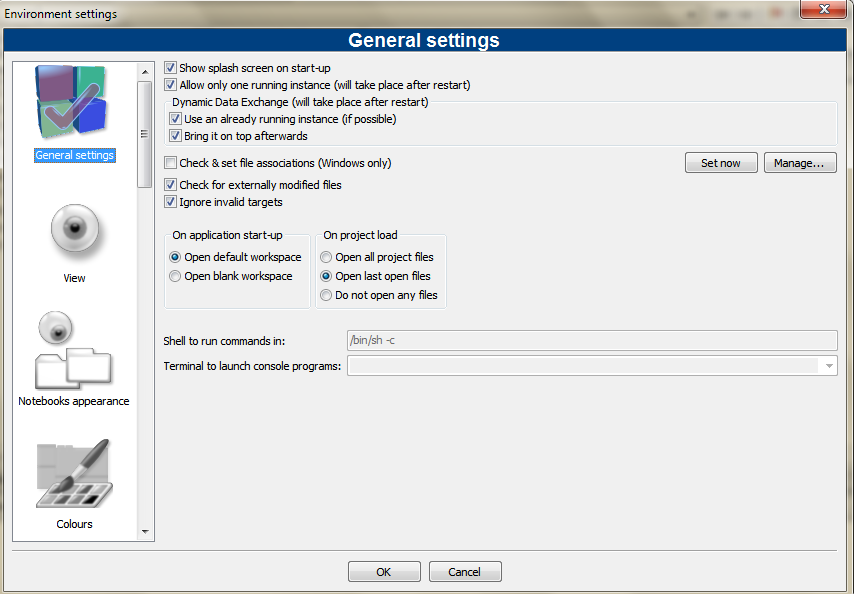 Environment settings
General settings
General settings
View
Notebooks appearance
Colours
Show splash screen on start-up
Allow only one running instance (will take place after restart)
Dynamic Data Exchange (will take place after restart)
Use an already running instance (if possible)
Bring it on top afterwards
Check & set file associations (Windows only)
Set now
Manage...
Check for externally modified files
Ignore invalid targets
On application start-up
Open default workspace
Open blank workspace
On project load
Open all project files
Open last open files
Do not open any files
Shell to run commands in:
/bin/sh -c
Terminal to launch console programs:
OK
Cancel